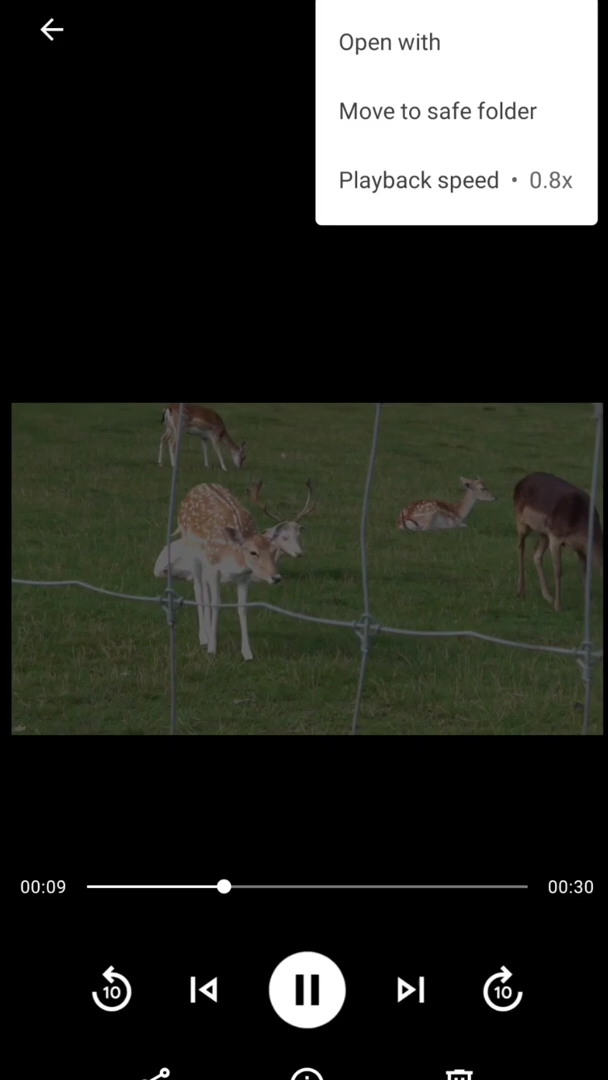 Open with
Move to safe folder
Playback speed • 0.8x
00:09
00:30
10
10